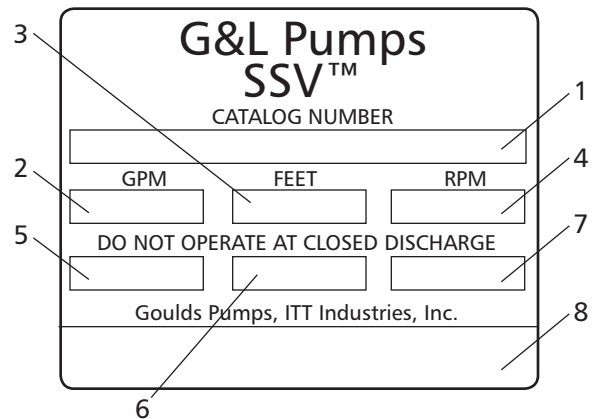 3
G&L Pumps
SSV™
1
CATALOG NUMBER
2
GPM FEET RPM
4
5
DO NOT OPERATE AT CLOSED DISCHARGE
7
Goulds Pumps, ITT Industries, Inc.
8
6